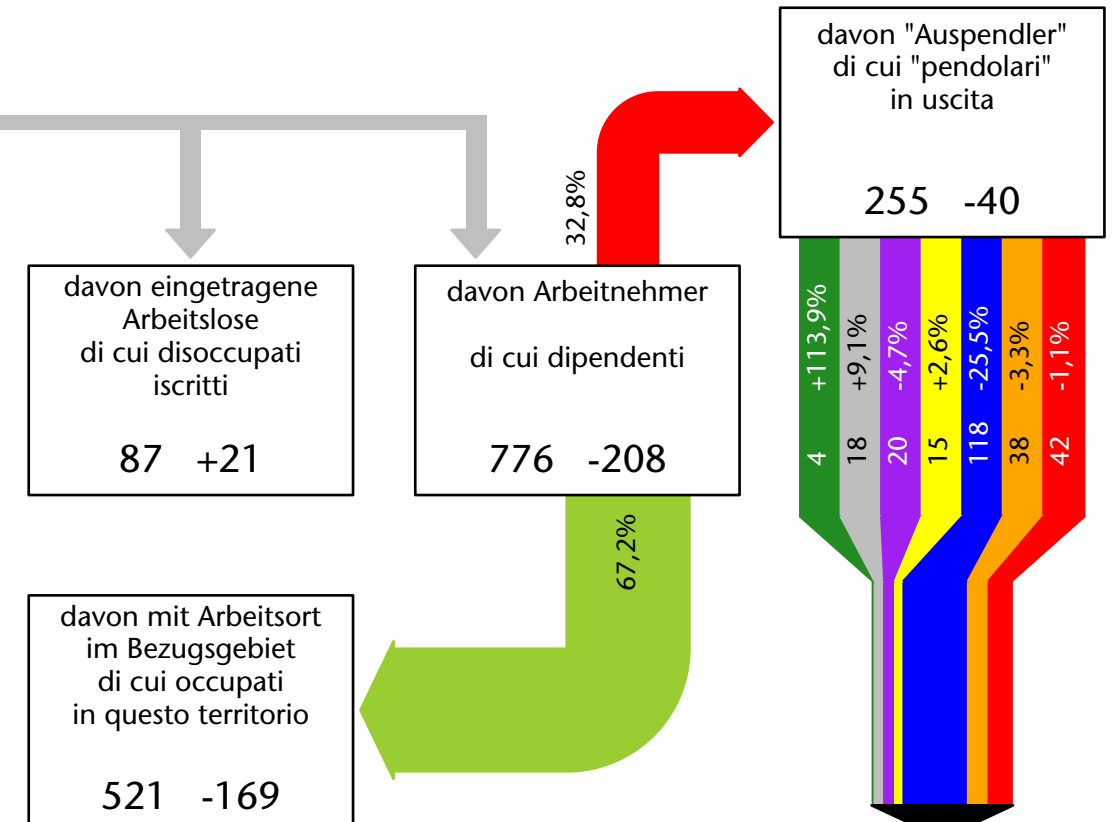 davon "Auspendler"
di cui "pendolari"
in uscita
255 -40
32,8%
davon eingetragene
Arbeitslose
di cui disoccupati
iscritti
87 +21
davon Arbeitnehmer
di cui dipendenti
776 -208
4 +113,9%
18 +9,1%
20 -4,7%
15 +2,6%
118 -25,5%
38 -3,3%
42 -1,1%
67,2%
davon mit Arbeitsort
im Bezugsgebiet
di cui occupati
in questo territorio
521 -169